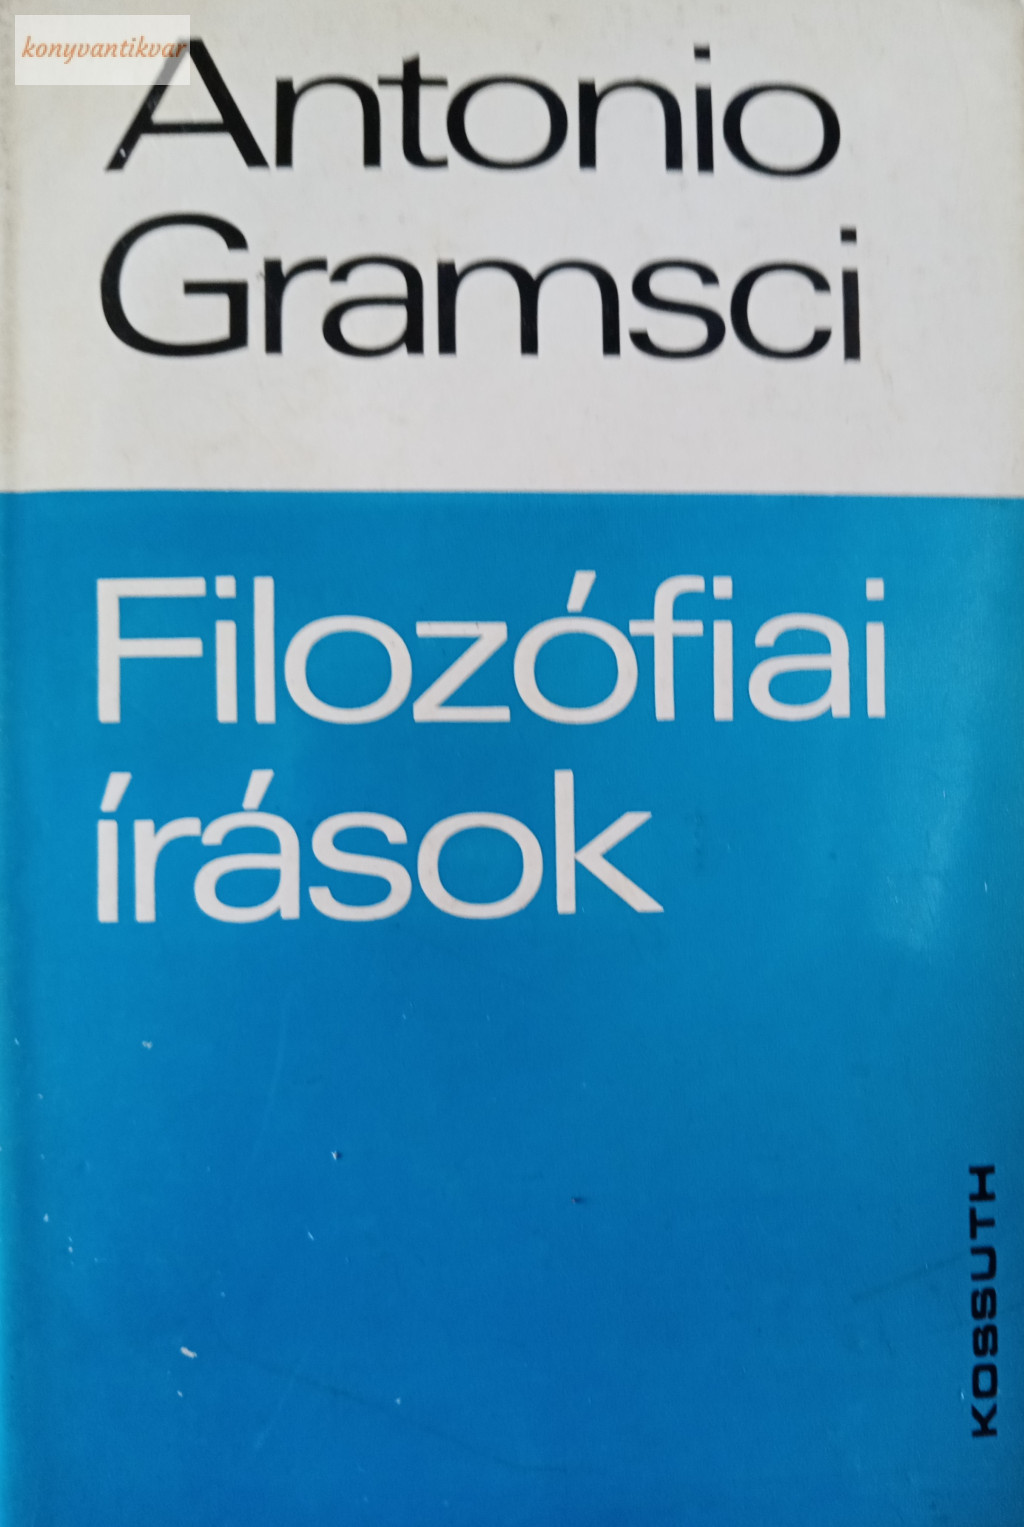 konyvantikvar
Antonio
Gramsci
Filozófiai
írások
KOSSUTH